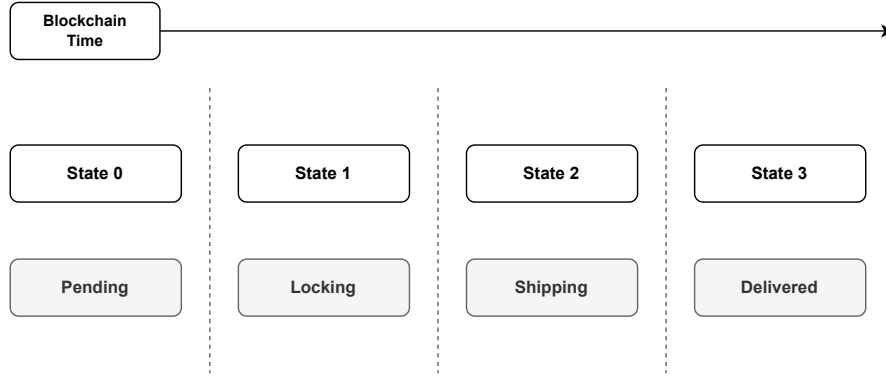 Blockchain
Time
State 0
State 1
State 2
State 3
Pending
Locking
Shipping
Delivered